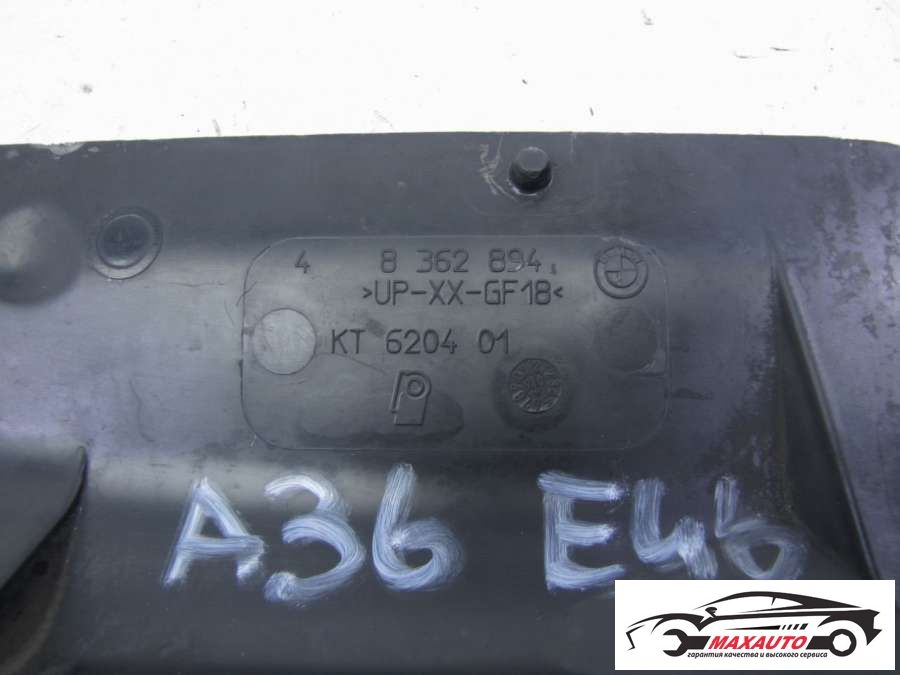 4 8 362 894
>UP-XX-GF18<
KT 6204 01
A36 E46
MAXAUTO
гарантия качества и высокого сервиса